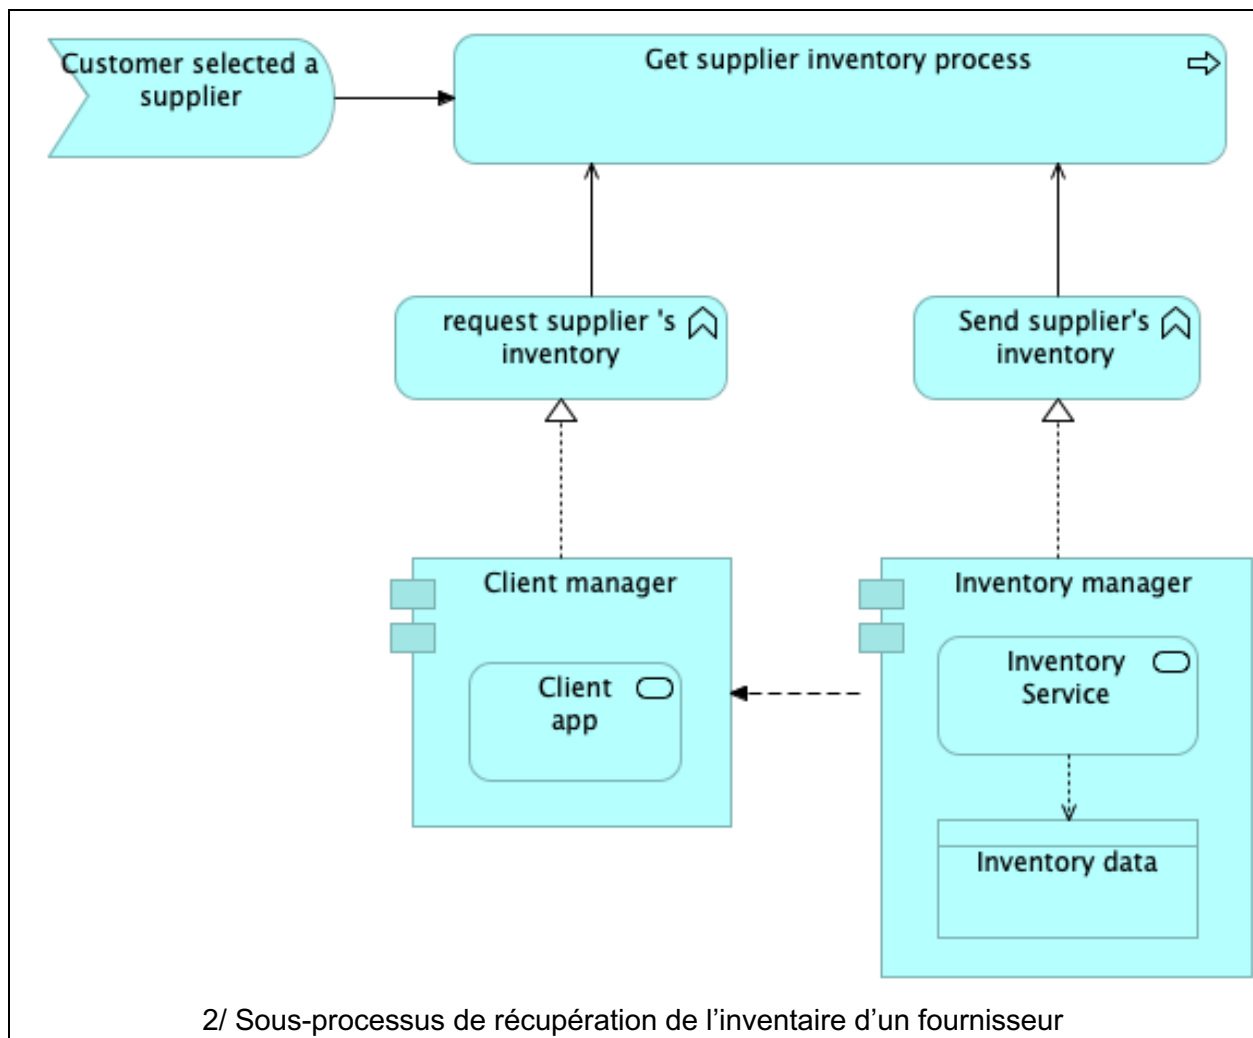 Customer selected a
supplier
Get supplier inventory process
request supplier 's
inventory
Send supplier's
inventory
Client manager
Client
app
Inventory manager
Inventory
Service
Inventory data
2/ Sous-processus de récupération de l’inventaire d’un fournisseur